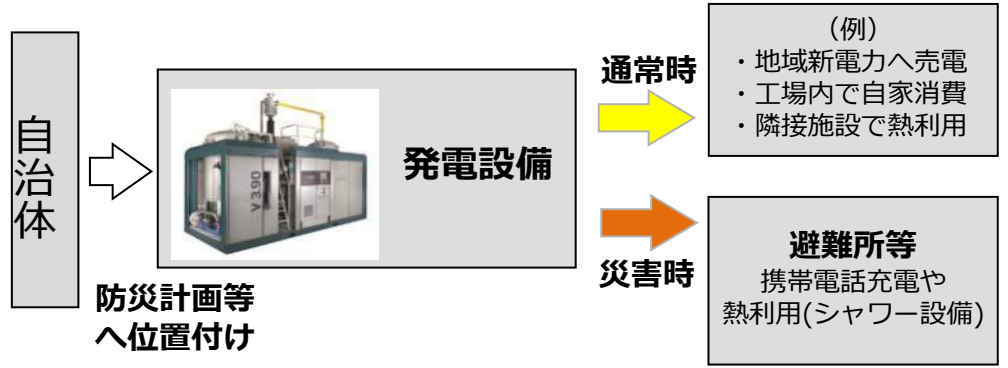 自治体
防災計画等
へ位置付け
V390
発電設備
通常時
（例）
・地域新電力へ売電
・工場内で自家消費
・隣接施設で熱利用
災害時
避難所等
携帯電話充電や
熱利用(シャワー設備)